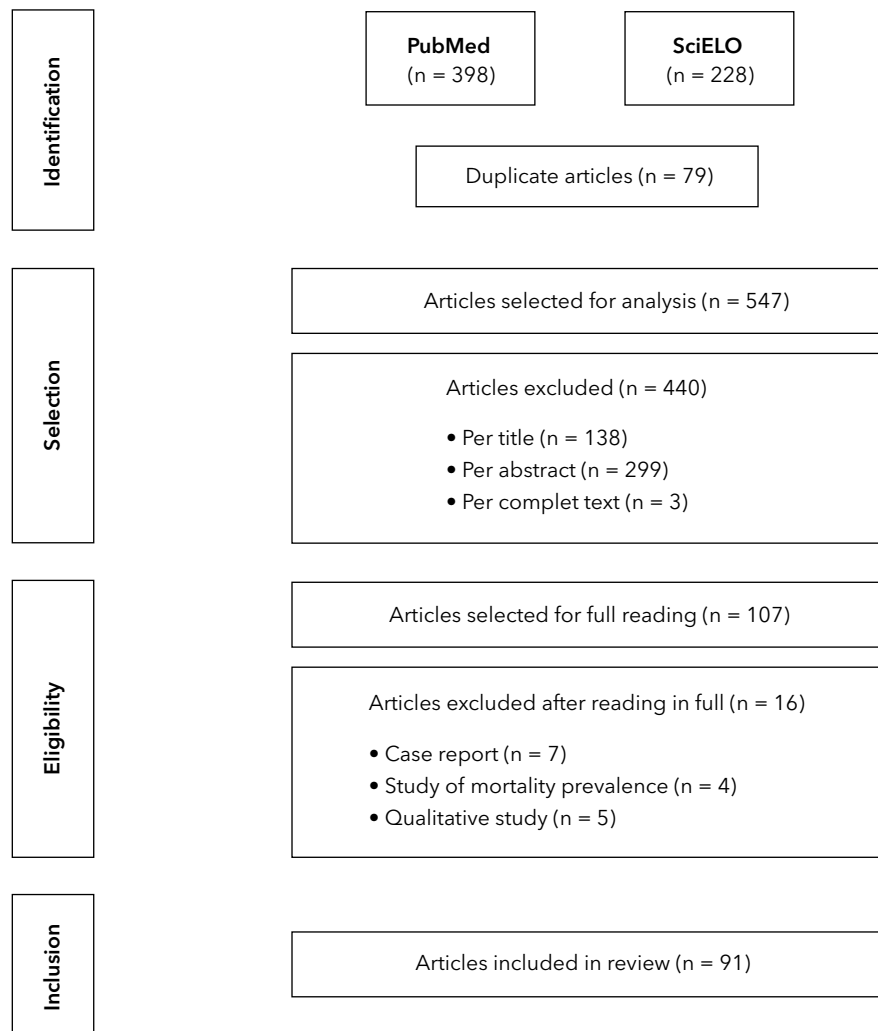 Identification
PubMed
(n = 398)
SciELO
(n = 228)
Duplicate articles (n = 79)
Selection
Articles selected for analysis (n = 547)
Articles excluded (n = 440)
• Per title (n = 138)
• Per abstract (n = 299)
• Per complet text (n = 3)
Eligibility
Articles selected for full reading (n = 107)
Articles excluded after reading in full (n = 16)
• Case report (n = 7)
• Study of mortality prevalence (n = 4)
• Qualitative study (n = 5)
Inclusion
Articles included in review (n = 91)